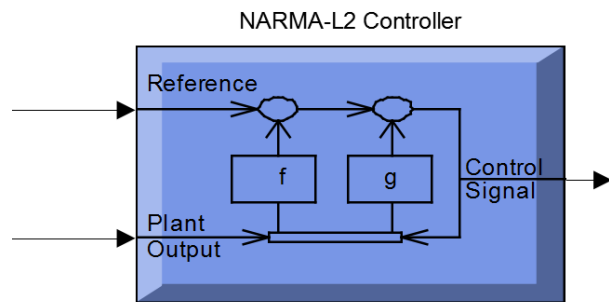 NARMA-L2 Controller
Reference
f
g
Control
Signal
Plant
Output